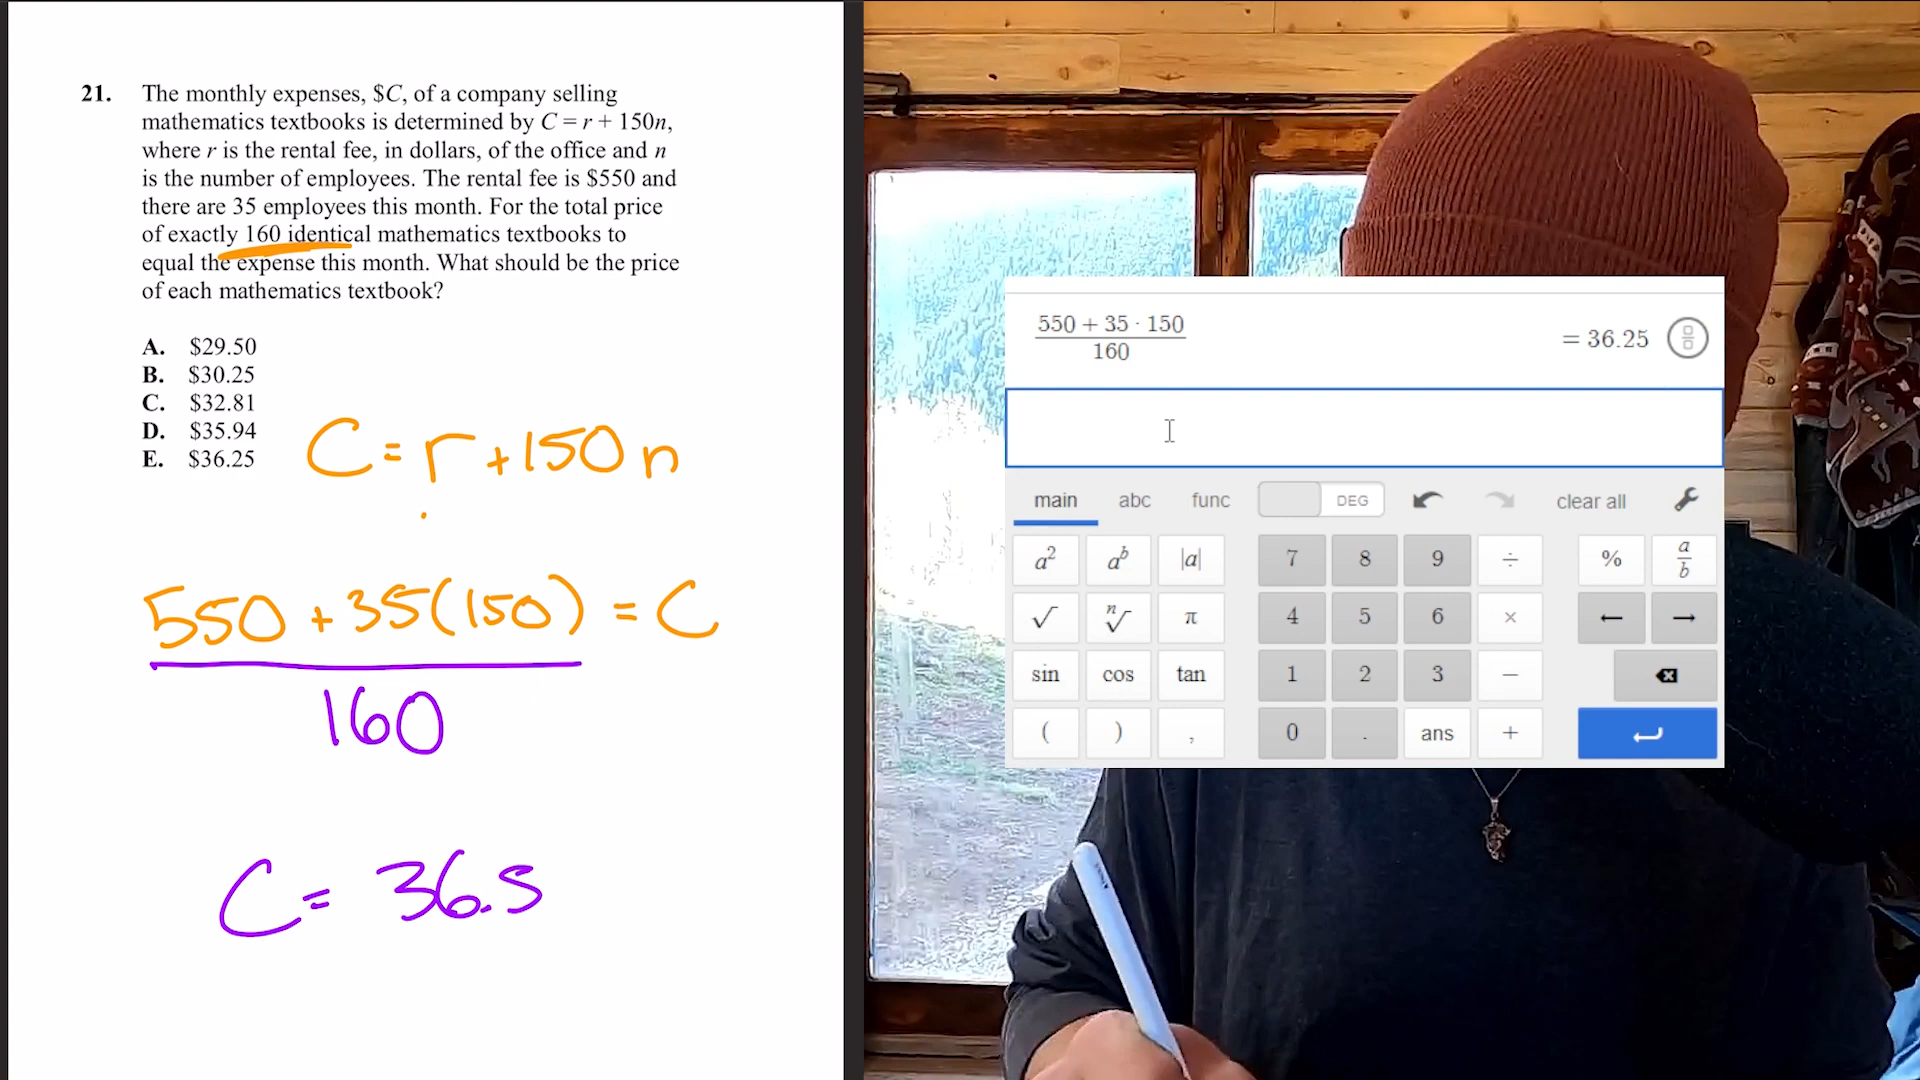 21. The monthly expenses, $C, of a company selling
mathematics textbooks is determined by C = r + 150n,
where r is the rental fee, in dollars, of the office and n
is the number of employees. The rental fee is $550 and
there are 35 employees this month. For the total price
of exactly 160 identical mathematics textbooks to
equal the expense this month. What should be the price
of each mathematics textbook?
A. $29.50
B. $30.25
C. $32.81
D. $35.94
E. $36.25
C = r + 150n
550 + 35(150) = C
160
C = 36.5
550 + 35 · 150
160
= 36.25
main abc func DEG clear all
a² aᵇ |a| 7 8 9 ÷ % a/b
√ ⁿ√ π 4 5 6 × ← →
sin cos tan 1 2 3 −
( ) , 0 . ans +